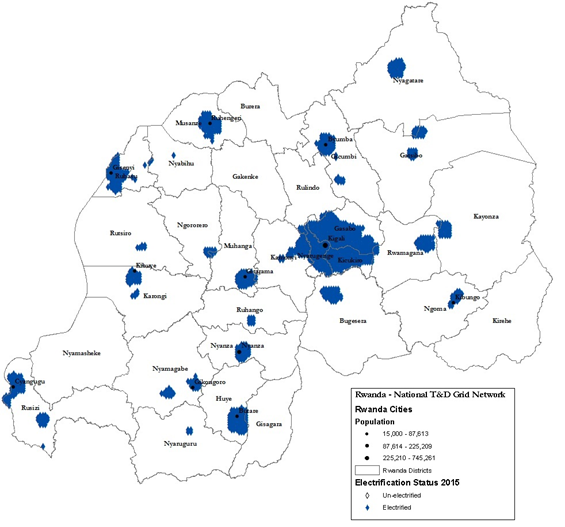 Nyagatare
Burera
Musanze
Ruhengeri
Byumba
Gicumbi
Gatsibo
Gisenyi
Rubavu
Nyabihu
Gakenke
Rulindo
Kayonza
Rutsiro
Ngororero
Muhanga
Gasabo
Kigali
Kamonyi
Nyarugenge
Kicukiro
Rwamagana
Kibuye
Karongi
Gitarama
Ruhango
Bugesera
Kibungo
Ngoma
Kirehe
Nyamasheke
Nyamagabe
Nyanza
Nyanza
Gikongoro
Huye
Cyangugu
Rusizi
Butare
Gisagara
Nyaruguru
Rwanda - National T&D Grid Network
Rwanda Cities
Population
15,000 - 87,613
87,614 - 225,209
225,210 - 745,261
Rwanda Districts
Electrification Status 2015
Un-electrified
Electrified